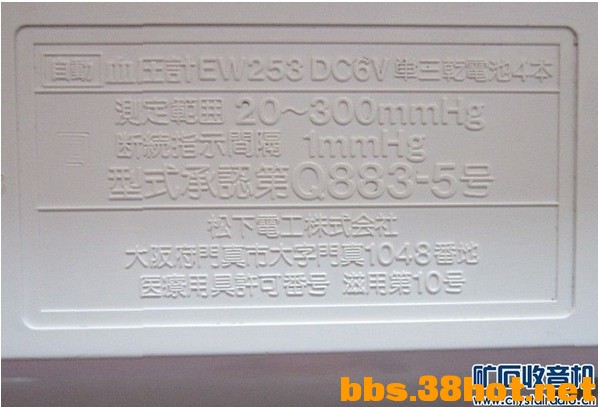 自動 血圧計EW253 DC6V 単三乾電池4本
測定範囲 20～300mmHg
断続指示間隔 1mmHg
型式承認第Q883-5号
松下電工株式会社
大阪府門真市大字門真1048番地
医療用具許可番号 滋用第10号
矿石收音机
www.crystalradio.cn
bbs.38hot.net